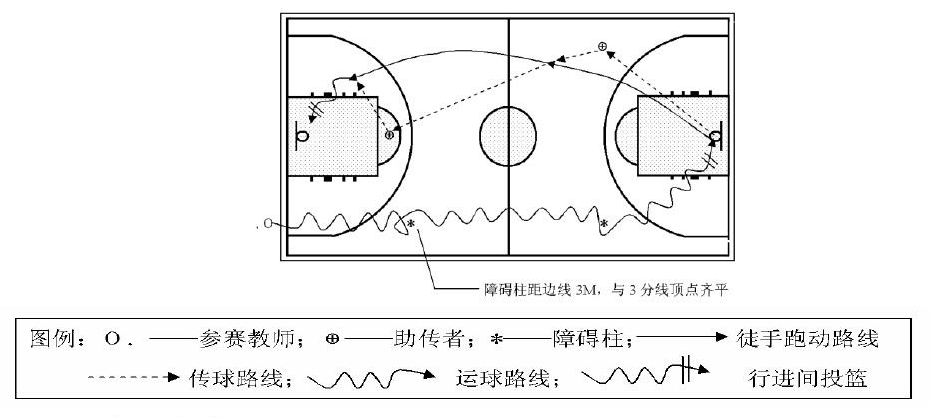 障碍柱距边线3M，与3分线顶点齐平
图例：O．——参赛教师；⊕——助传者；*——障碍柱；——徒手跑动路线
传球路线；运球路线；行进间投篮